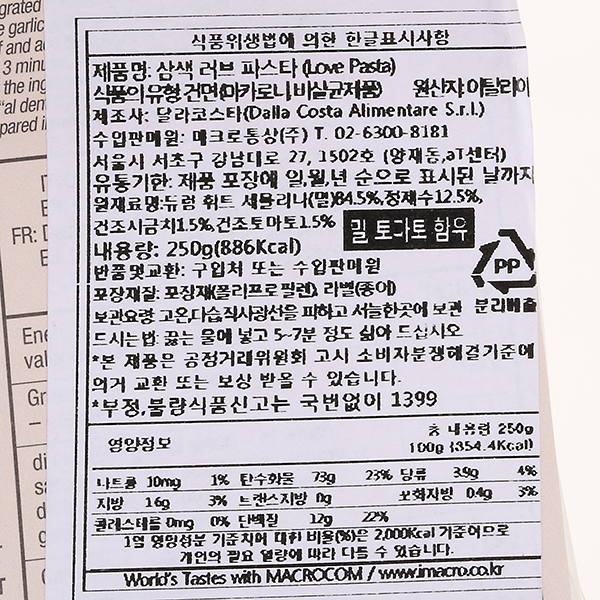 grated
e garlic
f and ad
3 minu
the ing
"al den
pared i
FR: D
Ene
val
Gr
di
sa
식품위생법에 의한 한글표시사항
제품명: 삼색 러브 파스타 (Love Pasta)
식품의유형:건면(마카로니,비살균제품) 원산지:이탈리아
제조사: 달라코스타(Dalla Costa Alimentare S.r.l.)
수입판매원: 매크로통상(주) T. 02-6300-8181
서울시 서초구 강남대로 27, 1502호 (양재동,aT센터)
유통기한: 제품 포장에 일,월,년 순으로 표시된 날까지
원재료명:듀럼 휘트 세몰리나(밀)84.5%,정제수12.5%,
건조시금치1.5%,건조토마토1.5%
밀 토마토 함유
내용량: 250g(886Kcal)
반품및교환: 구입처 또는 수입판매원
PP
포장재질: 포장재(폴리프로필렌), 라벨(종이)
보관요령:고온,다습,직사광선을 피하고 서늘한곳에 보관 분리배출
드시는법: 끓는 물에 넣고 5~7분 정도 삶아 드십시오
*본 제품은 공정거래위원회 고시 소비자분쟁해결기준에
의거 교환 또는 보상 받을 수 있습니다.
*부정,불량식품신고는 국번없이 1399
영양정보
총 내용량 250g
100g (354.4Kcal)
나트륨 10mg 1% 탄수화물 73g 23% 당류 3.9g 4%
지방 1.6g 3% 트랜스지방 0g 포화지방 0.4g 3%
콜레스테롤 0mg 0% 단백질 12g 22%
1일 영양성분 기준치에 대한 비율(%)은 2,000Kcal 기준이므로
개인의 필요 열량에 따라 다를 수 있습니다.
World's Tastes with MACROCOM / www.imacro.co.kr